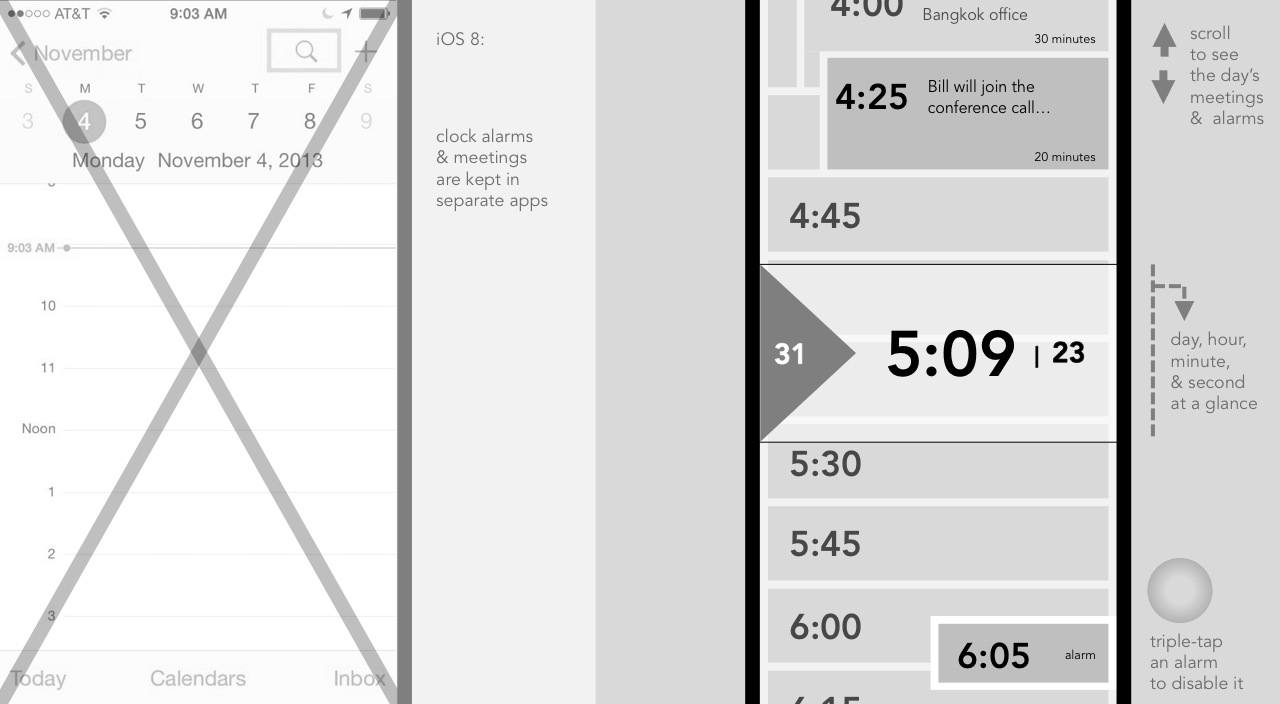 AT&T
9:03 AM
November
S M T W T F S
3 4 5 6 7 8 9
Monday November 4, 2013
9:03 AM
10
11
Noon
1
2
3
Today Calendars Inbox
iOS 8:
clock alarms
& meetings
are kept in
separate apps
4:00
Bangkok office
30 minutes
4:25
Bill will join the
conference call…
20 minutes
4:45
31 5:09 | 23
5:30
5:45
6:00
6:05 alarm
6:15
scroll
to see
the day’s
meetings
& alarms
day, hour,
minute,
& second
at a glance
triple-tap
an alarm
to disable it